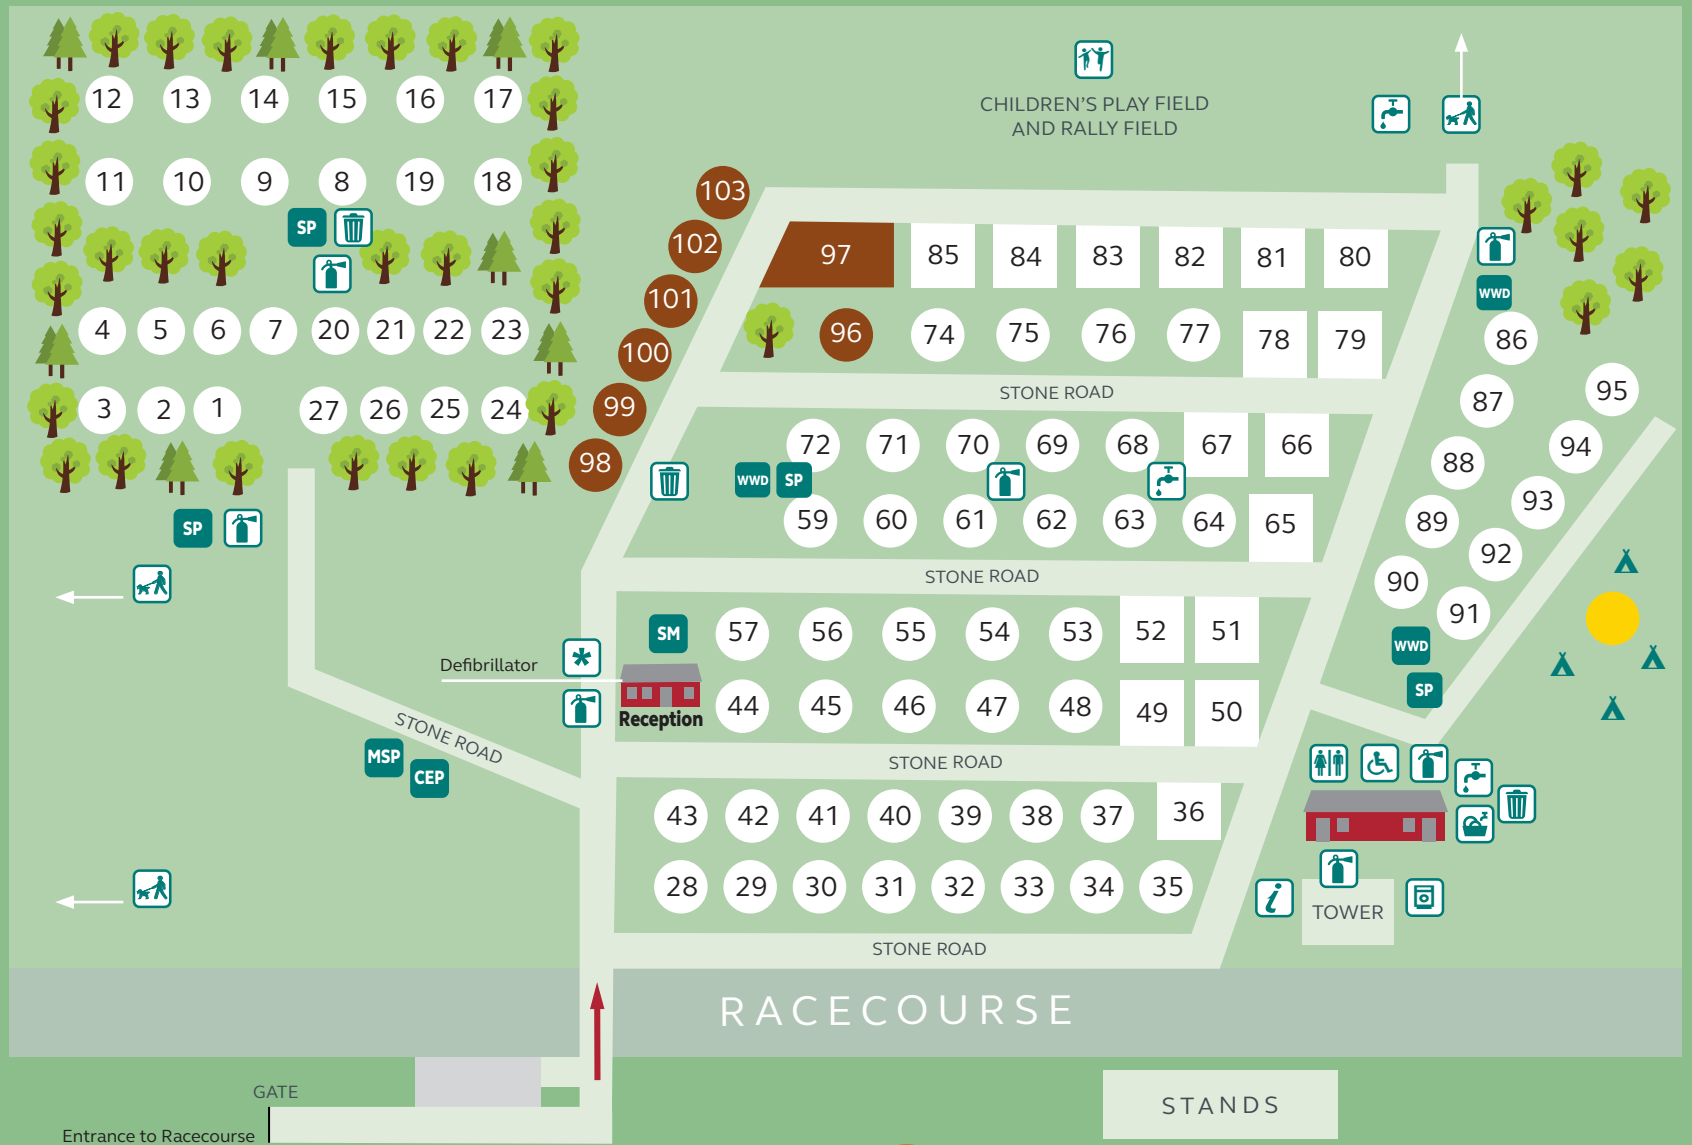 CHILDREN'S PLAY FIELD
AND RALLY FIELD
12 13 14 15 16 17
11 10 9 8 19 18
SP
4 5 6 7 20 21 22 23
3 2 1 27 26 25 24
SP
103
102
101
100
99
98
97 85 84 83 82 81 80
96 74 75 76 77 78 79
STONE ROAD
72 71 70 69 68 67 66
WWD SP
59 60 61 62 63 64 65
STONE ROAD
SM 57 56 55 54 53 52 51
Defibrillator
*
Reception
44 45 46 47 48 49 50
STONE ROAD
MSP
CEP
STONE ROAD
43 42 41 40 39 38 37 36
28 29 30 31 32 33 34 35
STONE ROAD
WWD
86
87
88
89
90
95
94
93
92
91
WWD
SP
i
TOWER
RACECOURSE
GATE
Entrance to Racecourse
STANDS